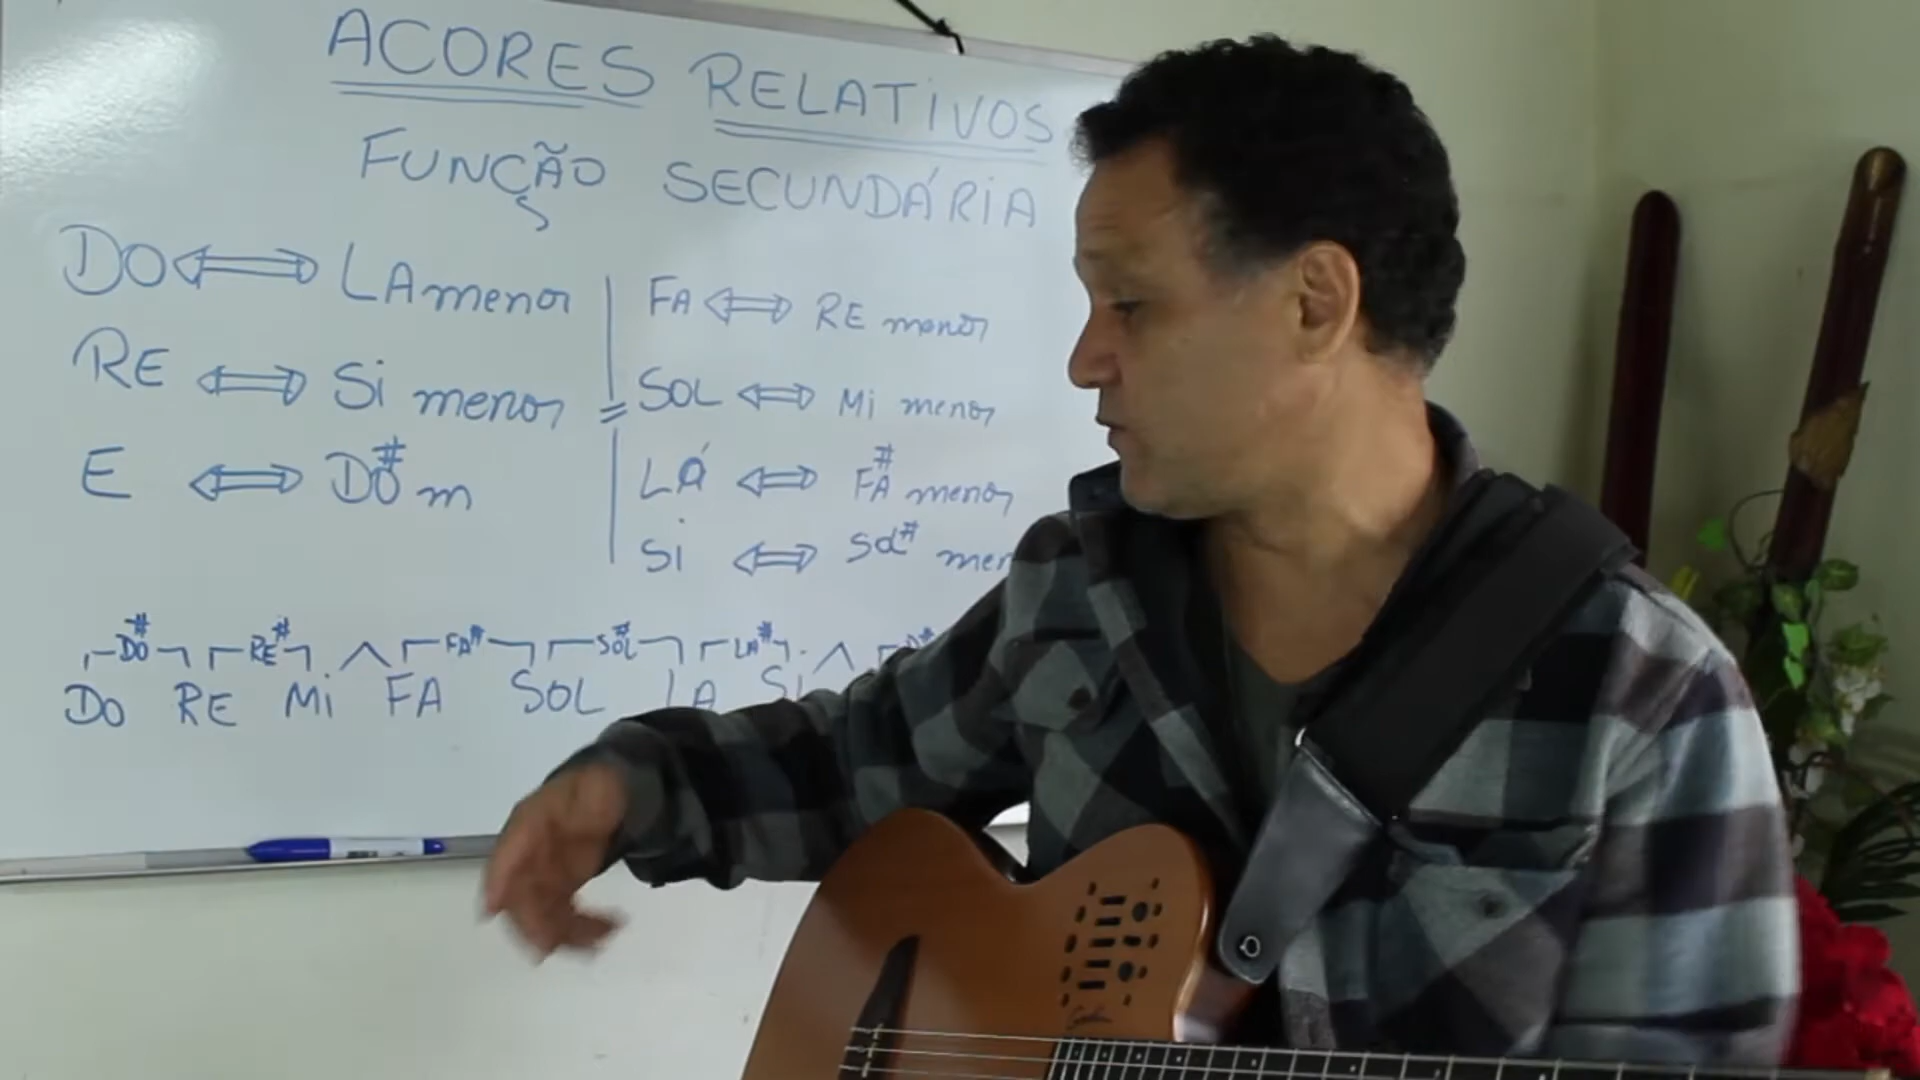 ACORES RELATIVOS
FUNÇÃO SECUNDÁRIA
DO ⇔ LA menor
RE ⇔ Si menor
E ⇔ DO# m
FA ⇔ RE menor
SOL ⇔ Mi menor
LÁ ⇔ FA# menor
Si ⇔ Sol# men
DO# RE# FA# SOL# LA#
DO RE Mi FA SOL LA Si